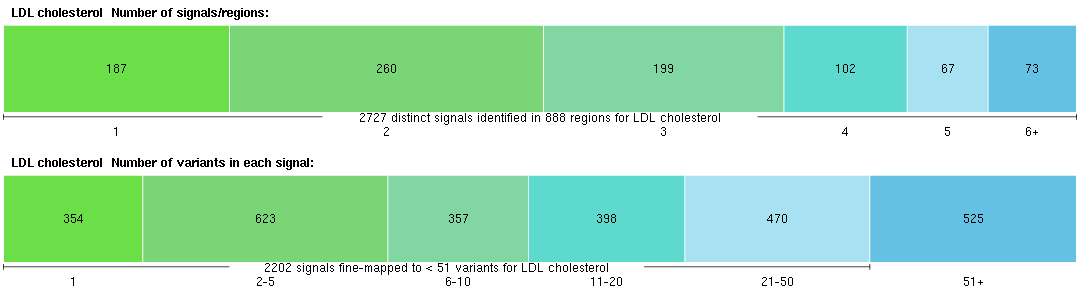 LDL cholesterol Number of signals/regions:
187 260 199 102 67 73
2727 distinct signals identified in 888 regions for LDL cholesterol
1 2 3 4 5 6+
LDL cholesterol Number of variants in each signal:
354 623 357 398 470 525
2202 signals fine-mapped to < 51 variants for LDL cholesterol
1 2-5 6-10 11-20 21-50 51+